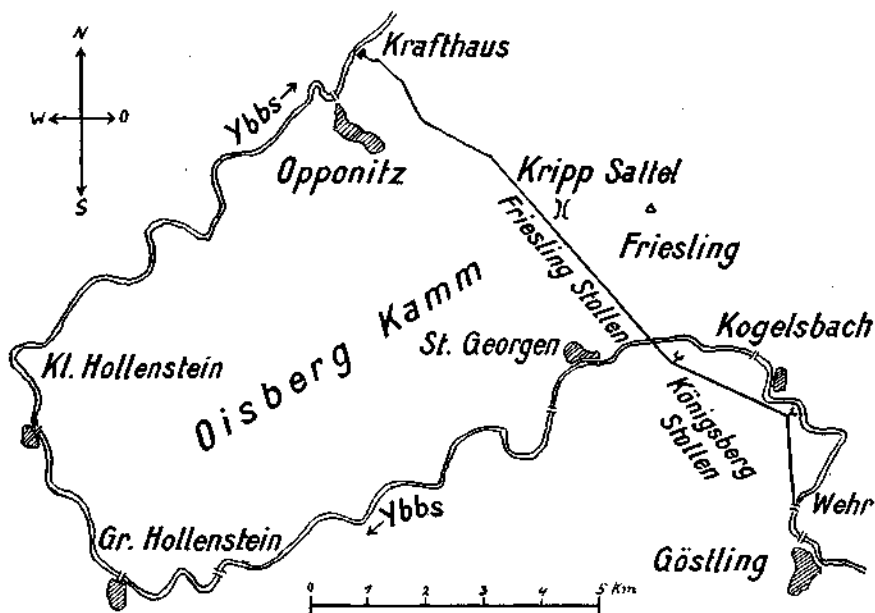 N
W O
S
Krafthaus
Ybbs
Opponitz
Kripp Sattel
Friesling
Friesling Stollen
Oisberg Kamm
St. Georgen
Kogelsbach
Kl. Hollenstein
Königsberg
Stollen
Ybbs
Wehr
Gr. Hollenstein
Göstling
0 1 2 3 4 5 Km